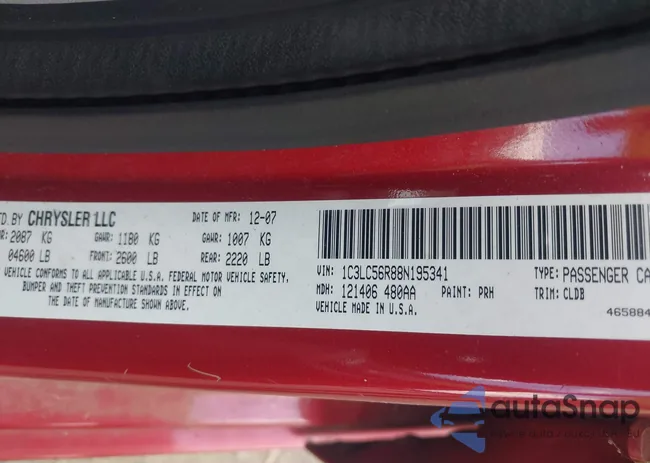 TD. BY CHRYSLER LLC DATE OF MFR: 12-07
R: 2087 KG GAWR: 1180 KG GAWR: 1007 KG
04600 LB FRONT: 2600 LB REAR: 2220 LB
VEHICLE CONFORMS TO ALL APPLICABLE U.S.A. FEDERAL MOTOR VEHICLE SAFETY,
BUMPER AND THEFT PREVENTION STANDARDS IN EFFECT ON
THE DATE OF MANUFACTURE SHOWN ABOVE.
VIN: 1C3LC56R88N195341 TYPE: PASSENGER CA
MDH: 121406 480AA PAINT: PRH TRIM: CLDB
VEHICLE MADE IN U.S.A.
465884
autoSnap